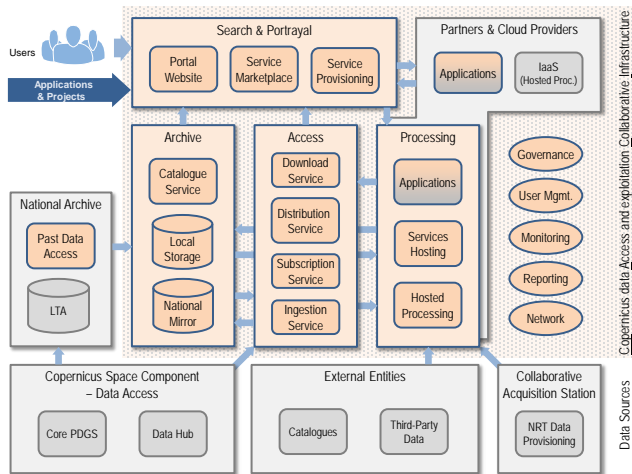 Search & Portrayal
Partners & Cloud Providers
Users
Portal
Website
Service
Marketplace
Service
Provisioning
Applications
IaaS
(Hosted Proc.)
Applications
& Projects
Archive
Access
Processing
Catalogue
Service
Download
Service
Applications
Governance
National Archive
Past Data
Access
LTA
Local
Storage
National
Mirror
Distribution
Service
Subscription
Service
Ingestion
Service
Services
Hosting
Hosted
Processing
User Mgmt.
Monitoring
Reporting
Network
Copernicus data Access and exploitation Collaborative Infrastructure
Copernicus Space Component
– Data Access
Core PDGS
Data Hub
External Entities
Catalogues
Third-Party
Data
Collaborative
Acquisition Station
NRT Data
Provisioning
Data Sources